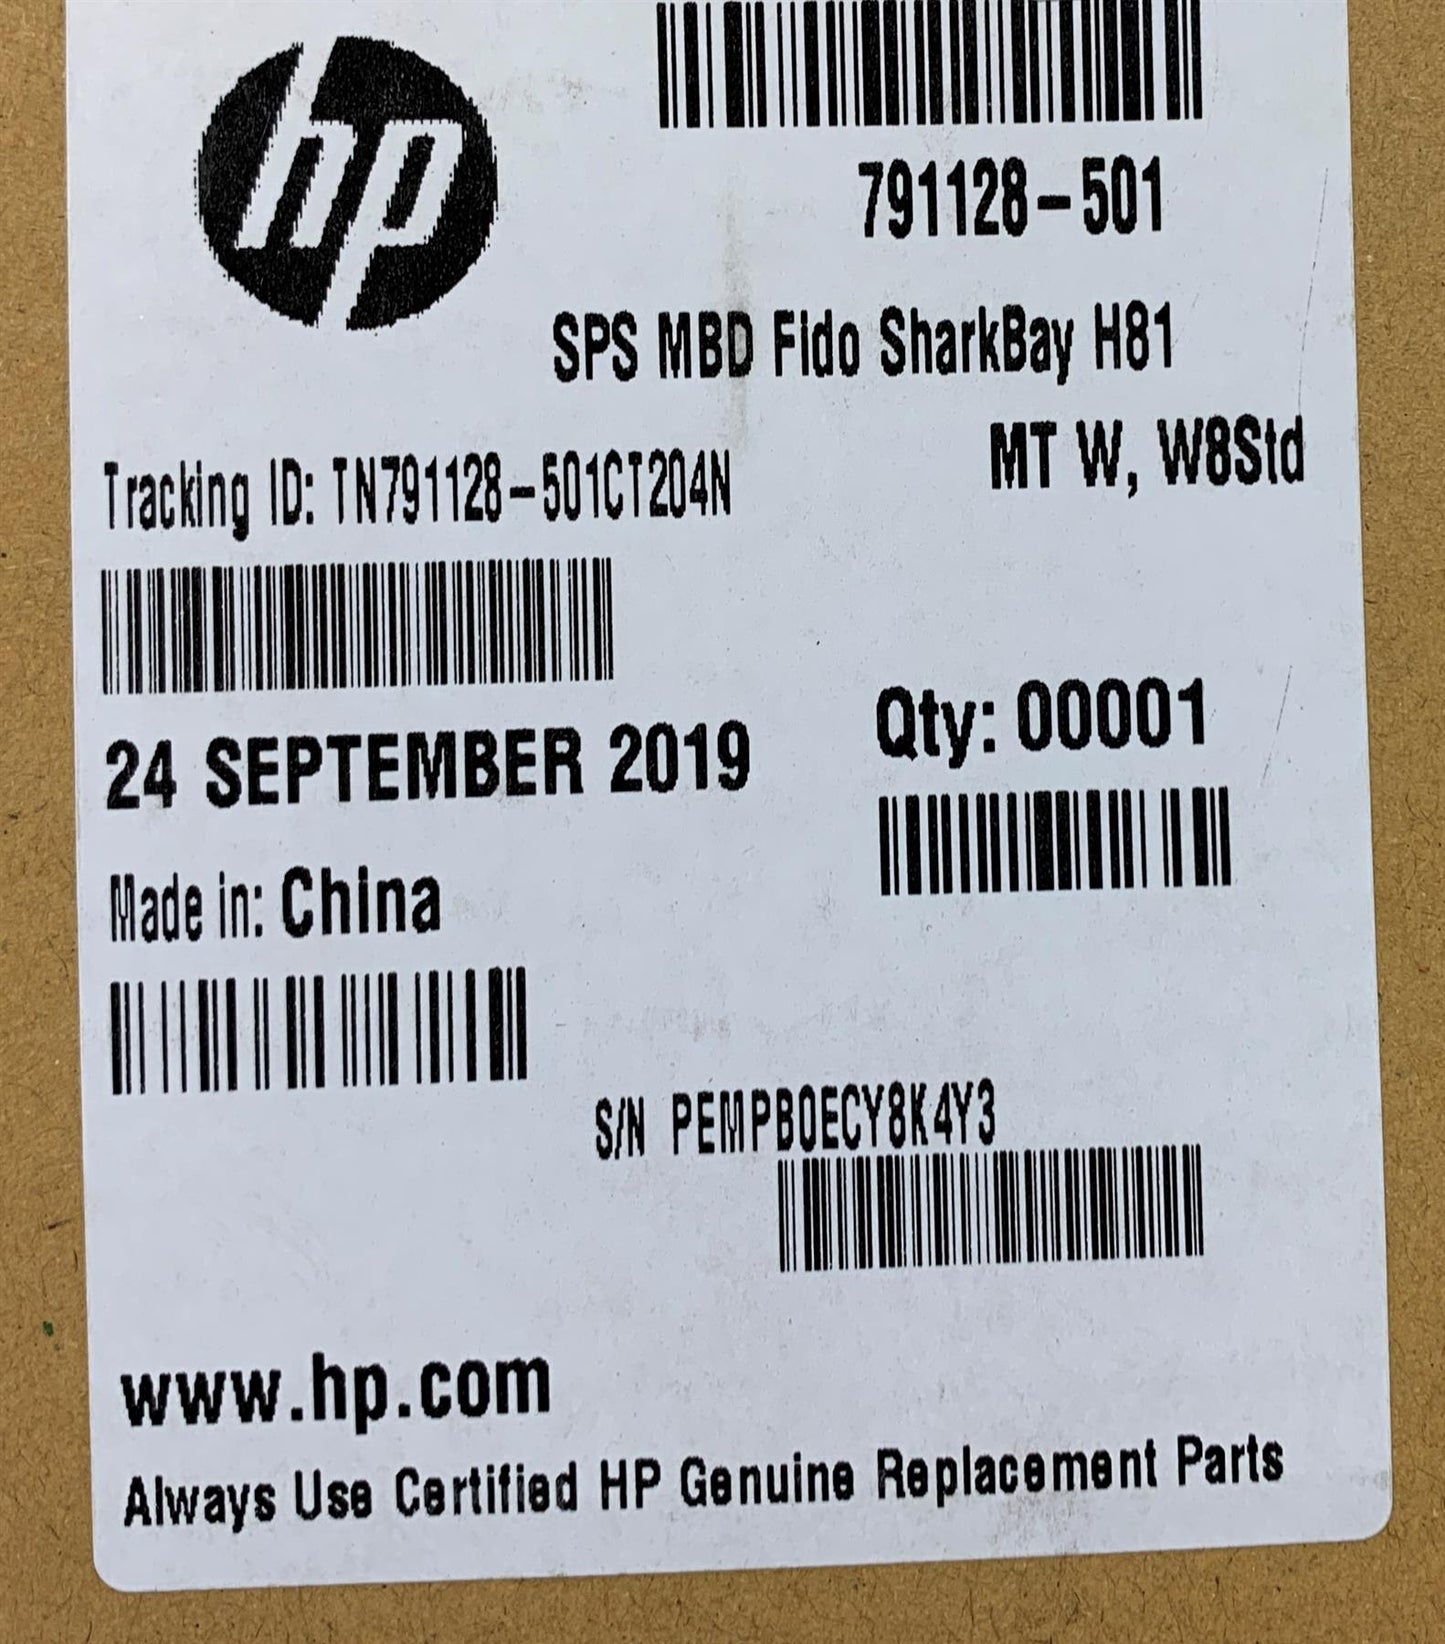 hp
791128-501
SPS MBD Fido SharkBay H81
MT W, W8Std
Tracking ID: TN791128-501CT204N
24 SEPTEMBER 2019
Qty: 00001
Made in: China
S/N PEMPB0ECY8K4Y3
www.hp.com
Always Use Certified HP Genuine Replacement Parts